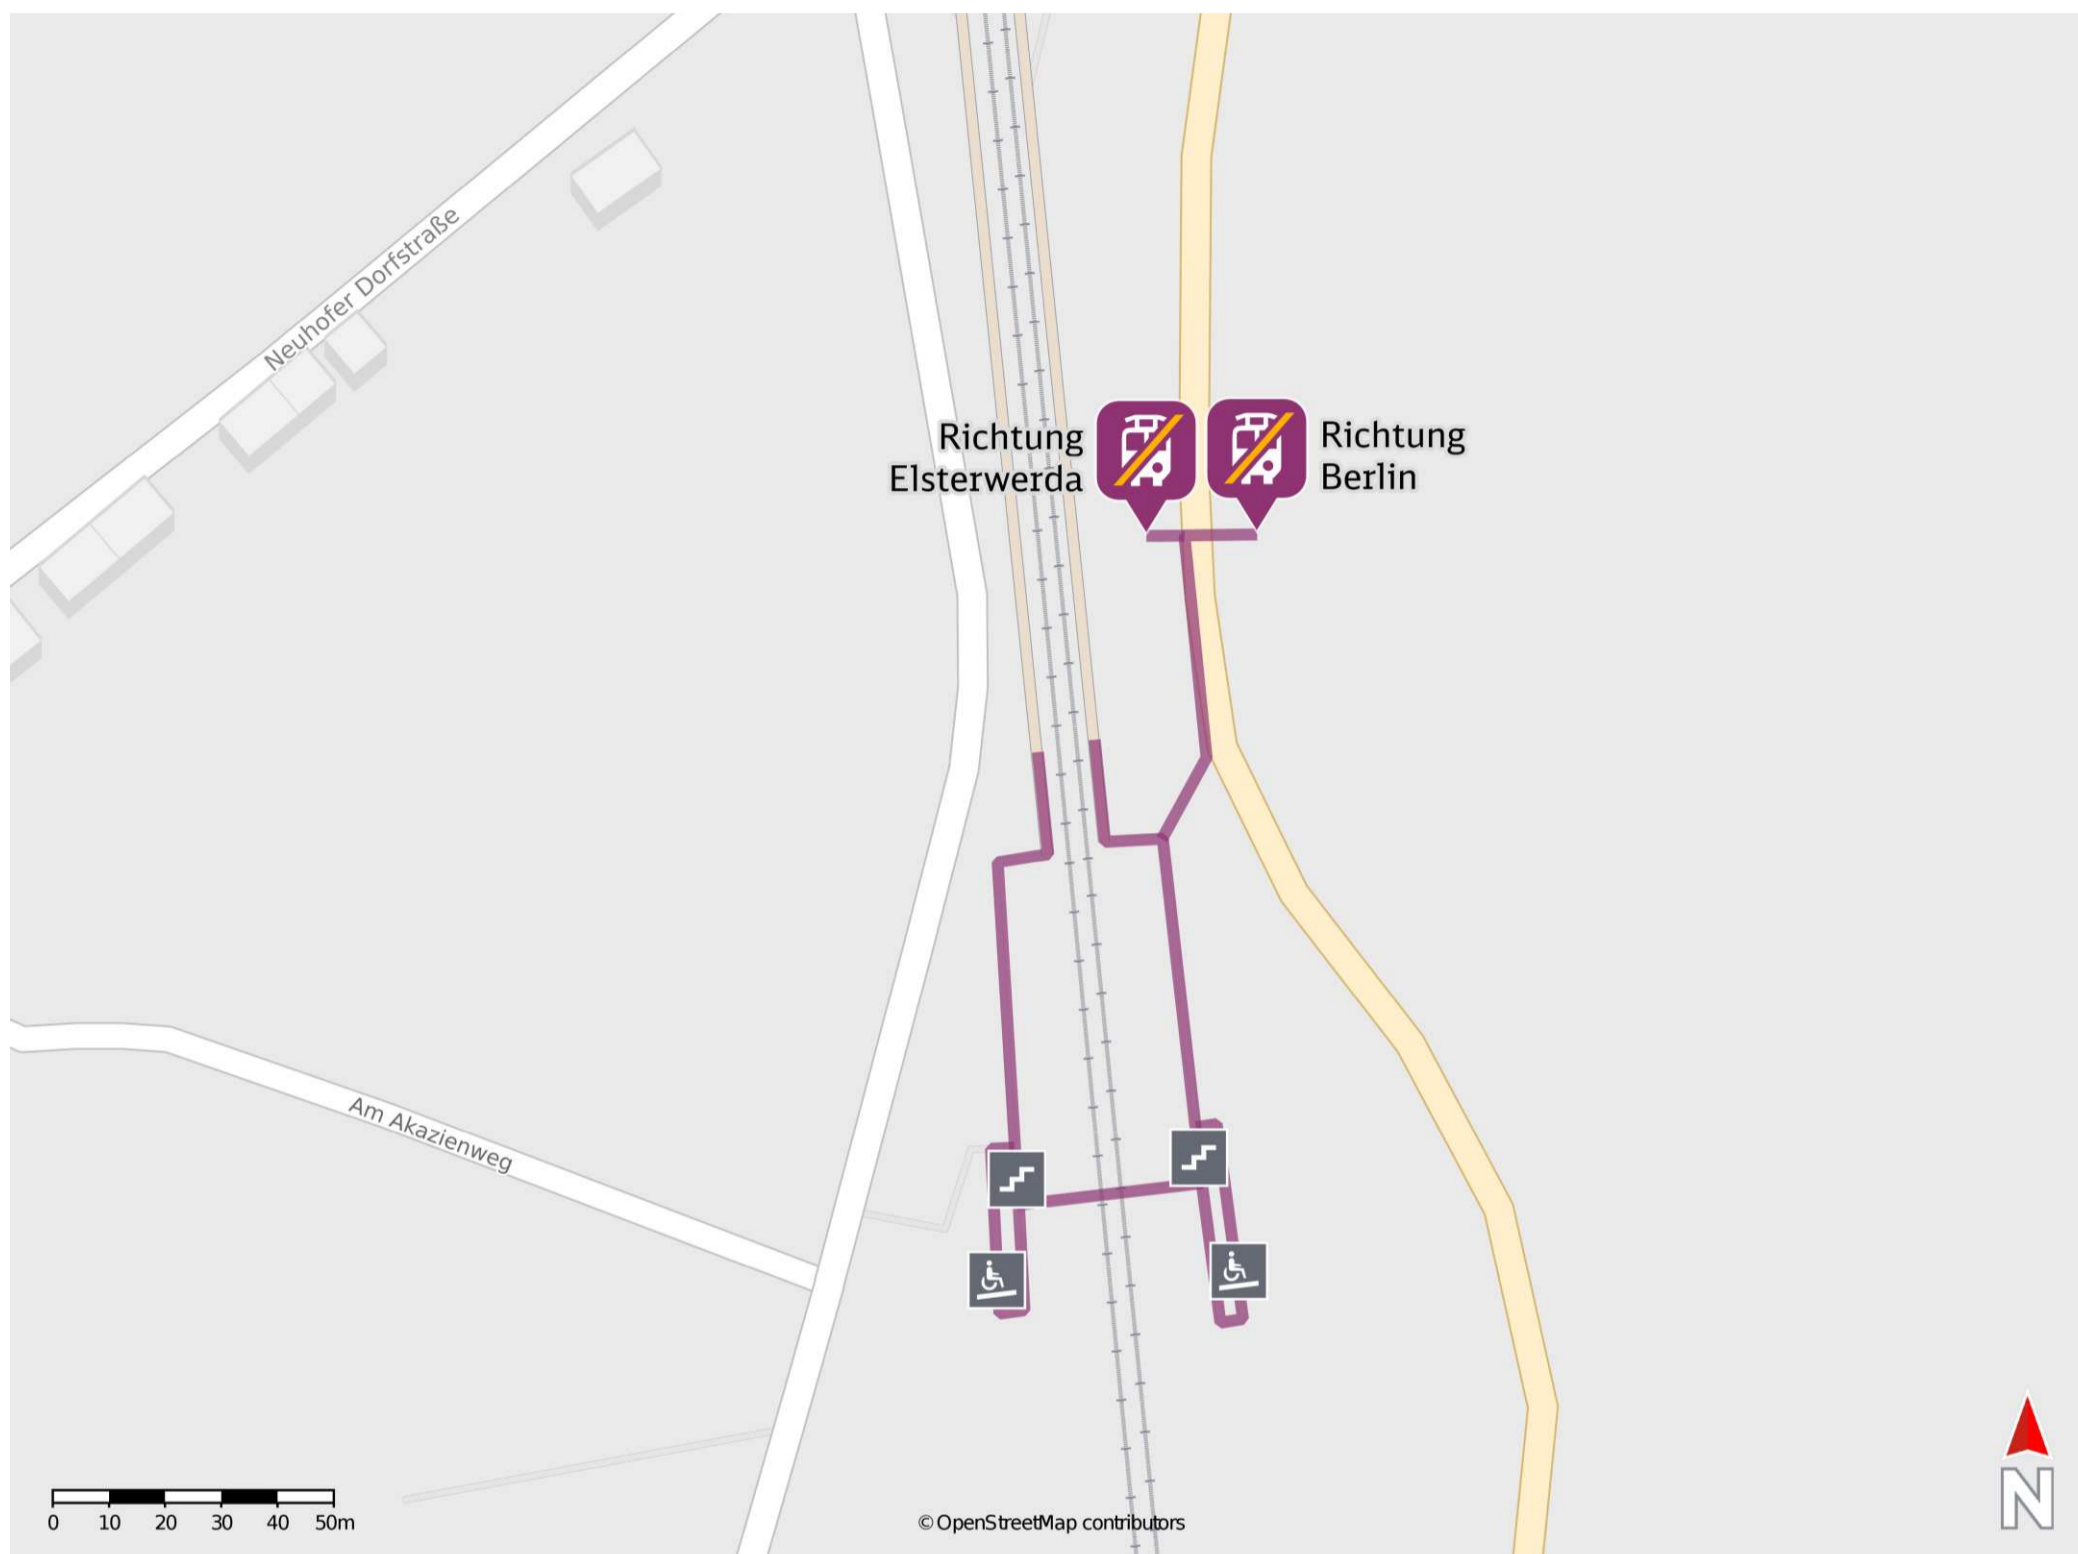 Neuhofer Dorfstraße
Richtung
Elsterwerda
Richtung
Berlin
Am Akazienweg
0 10 20 30 40 50m
© OpenStreetMap contributors
N